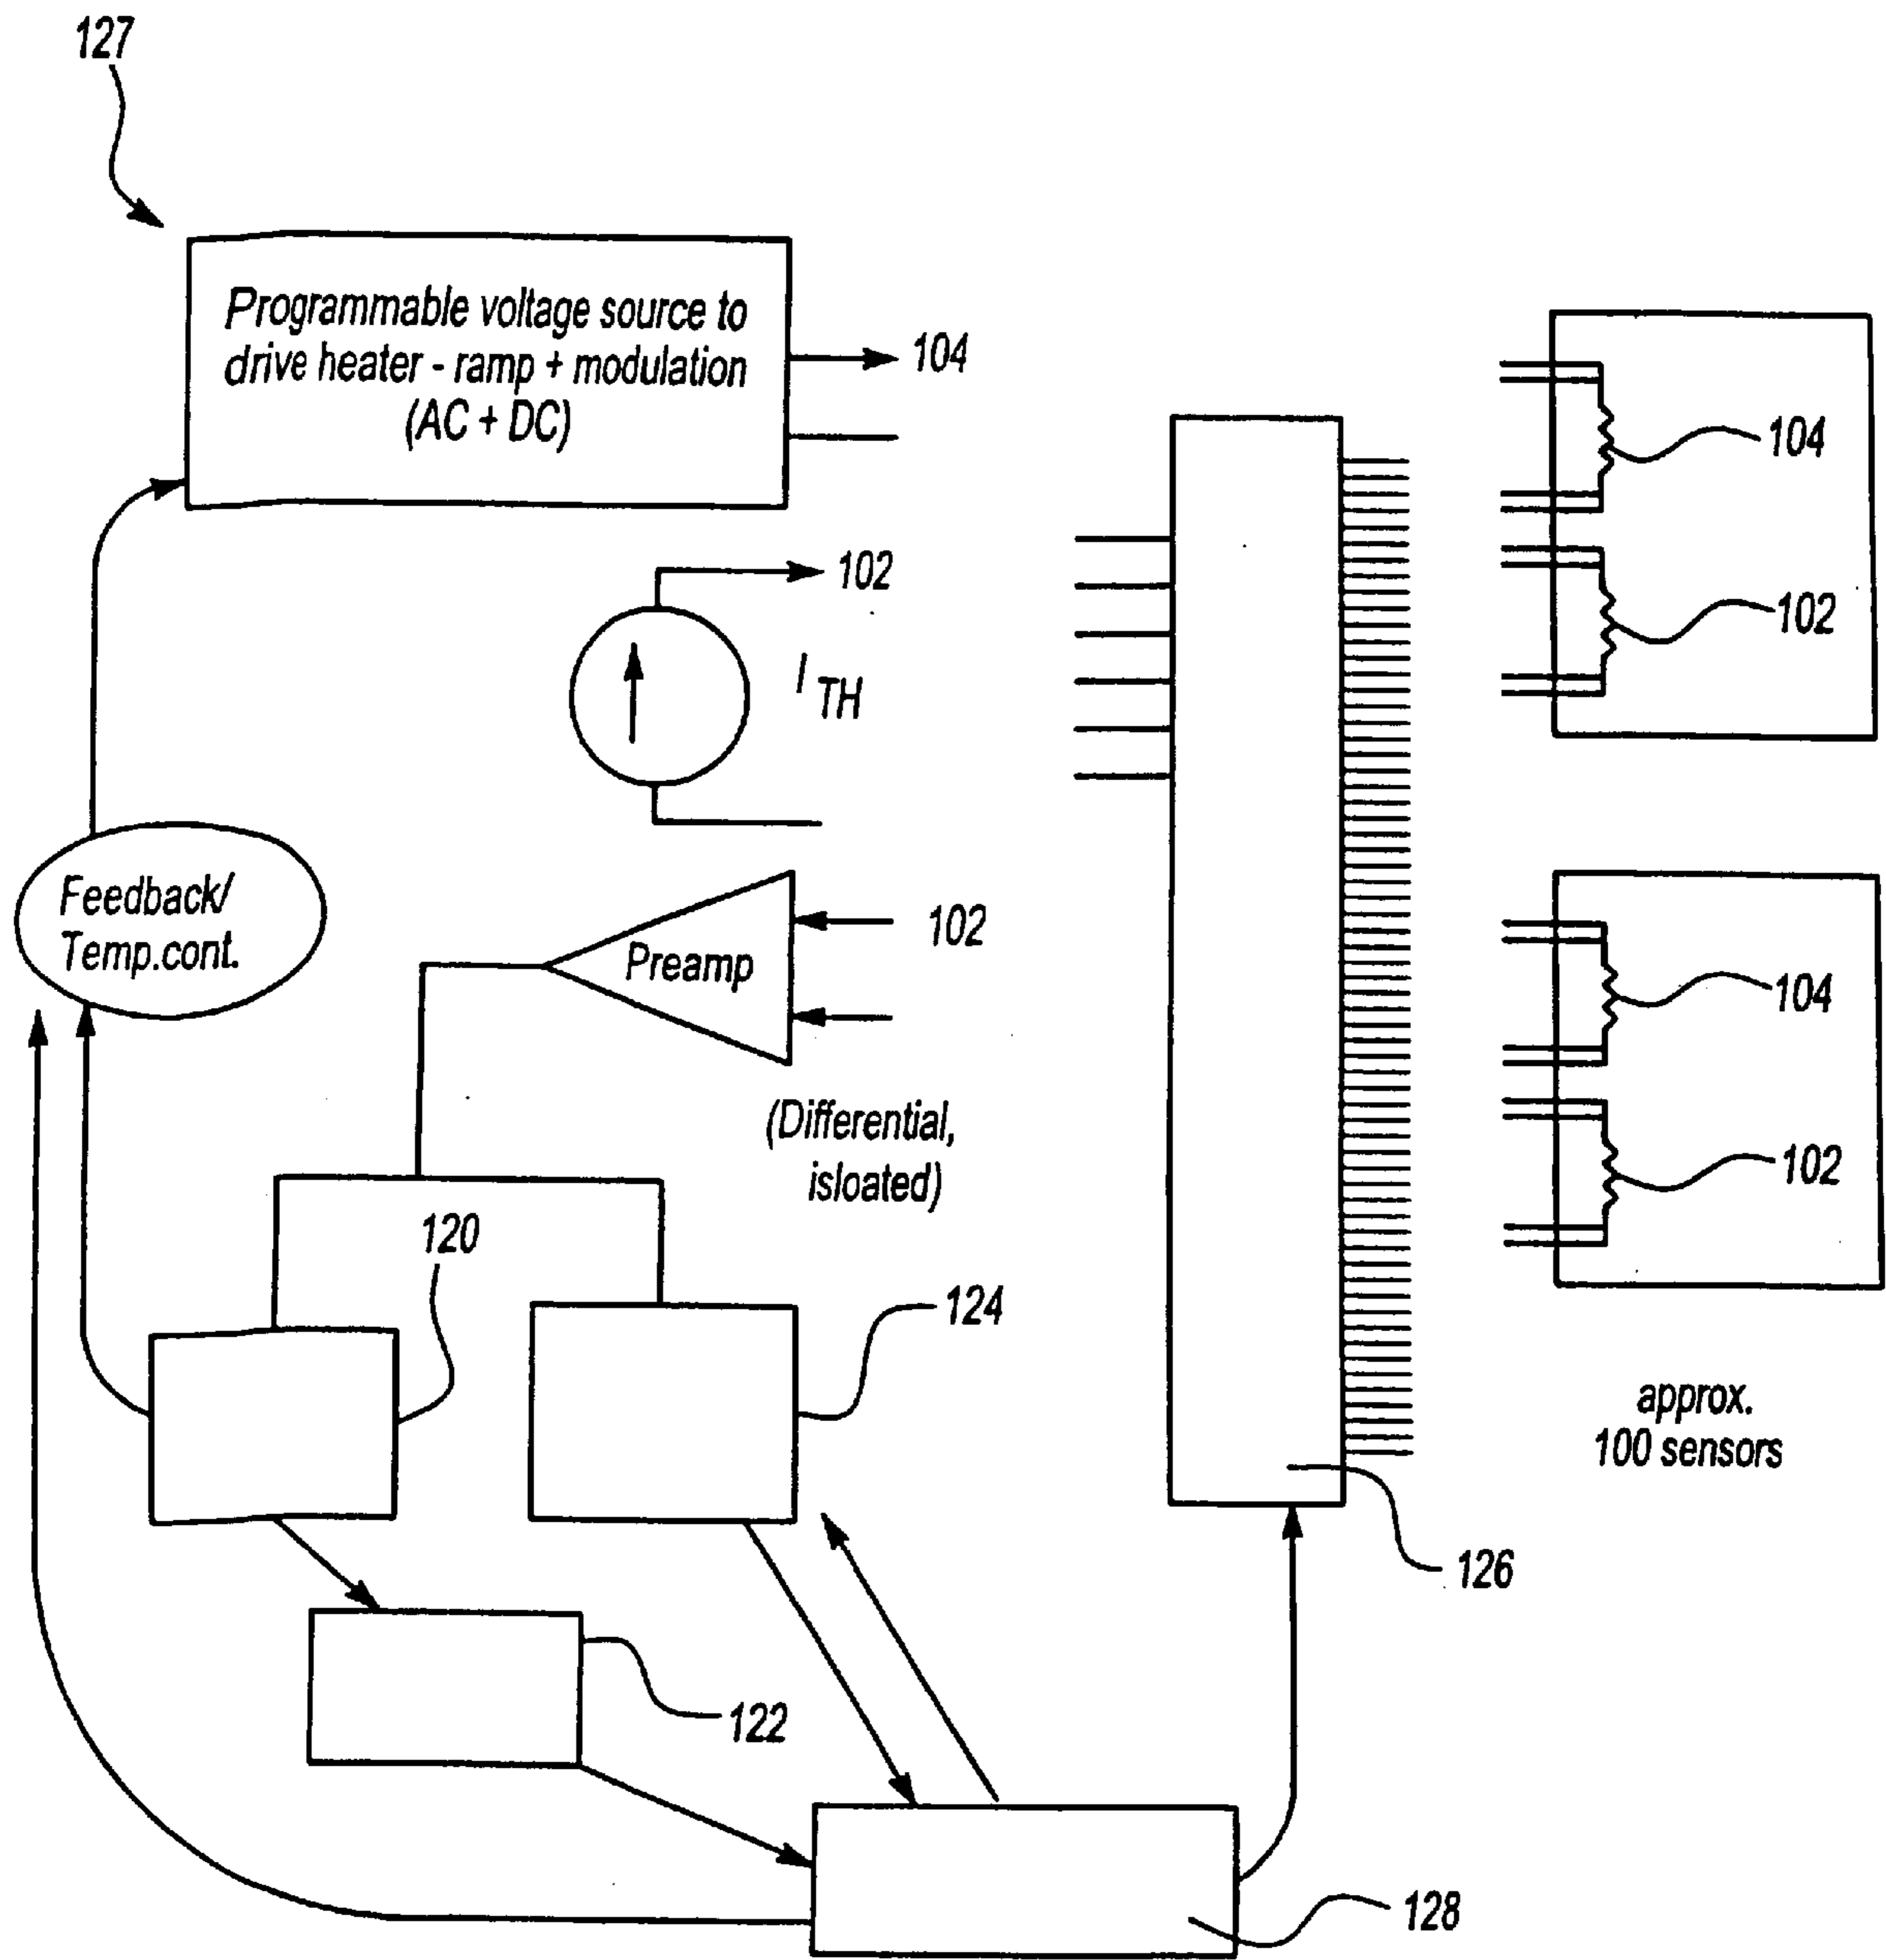 127
Programmable voltage source to
drive heater - ramp + modulation
(AC + DC)
104
102
I TH
Feedback/
Temp.cont.
Preamp
102
(Differential,
isloated)
120
124
122
128
126
104
102
104
102
approx.
100 sensors